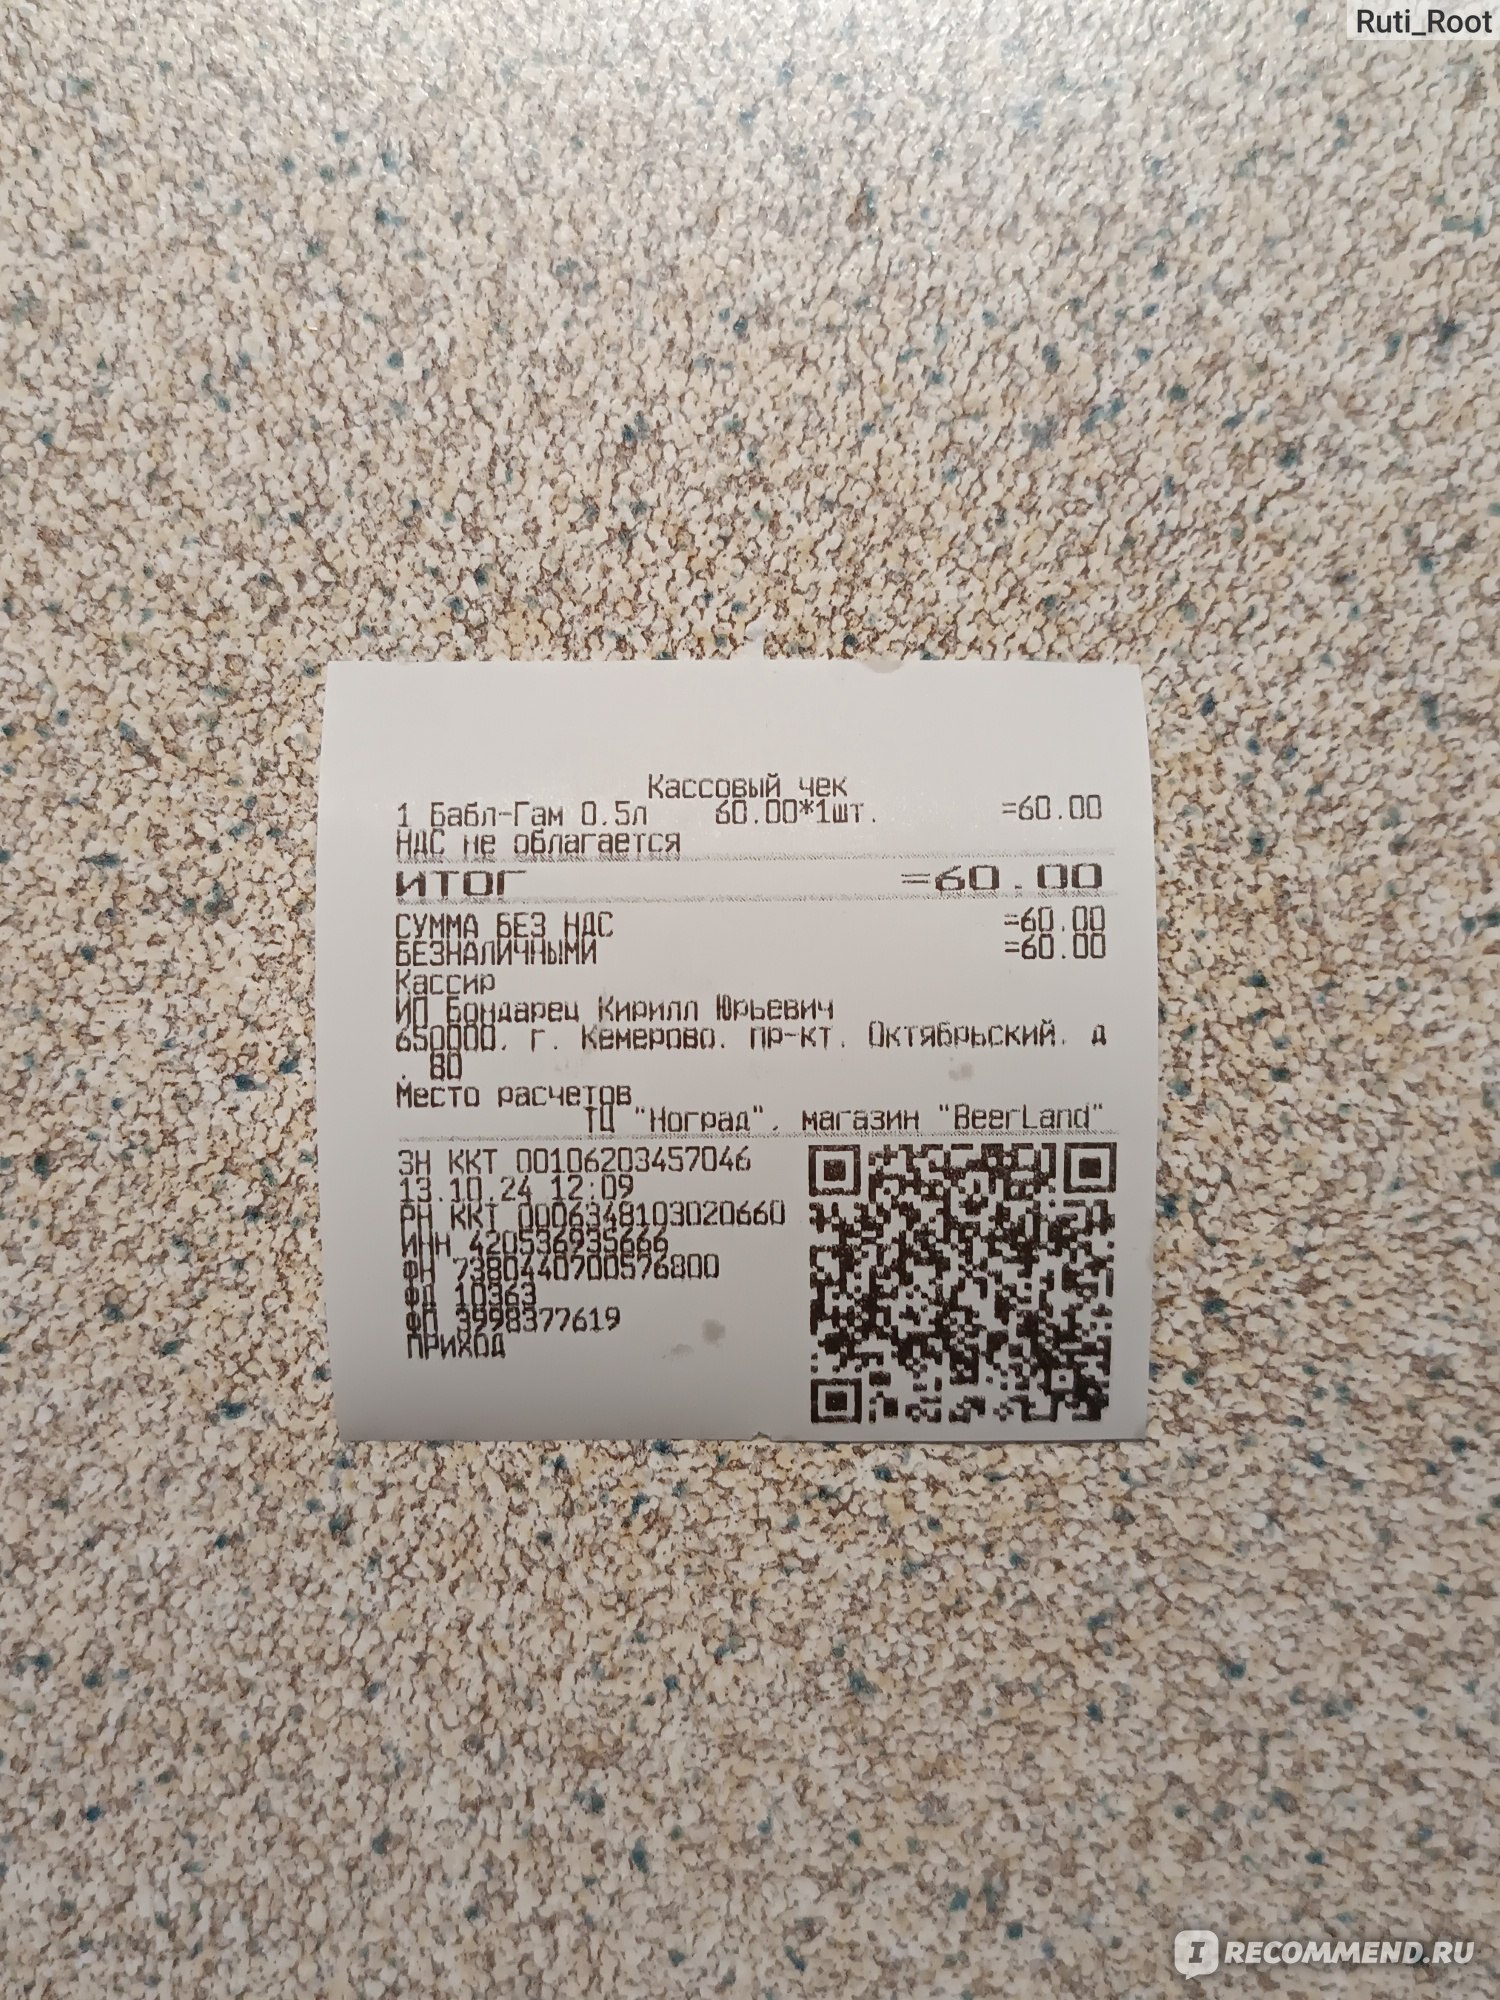 Ruti_Root
Кассовый чек
1 Бабл-Гам 0.5л 60.00*1шт. =60.00
НДС не облагается
ИТОГ =60.00
СУММА БЕЗ НДС =60.00
БЕЗНАЛИЧНЫМИ =60.00
Кассир
ИП Бондарец Кирилл Юрьевич
650000, г. Кемерово, пр-кт. Октябрьский, д
. 80
Место расчетов
ТЦ "Ноград", магазин "BeerLand"
ЗН ККТ 00106203457046
13.10.24 12:09
РН ККТ 0006348103020660
ИНН 420536935666
ФН 7380440700576800
ФД 10363
ФП 3998377619
ПРИХОД
I RECOMMEND.RU